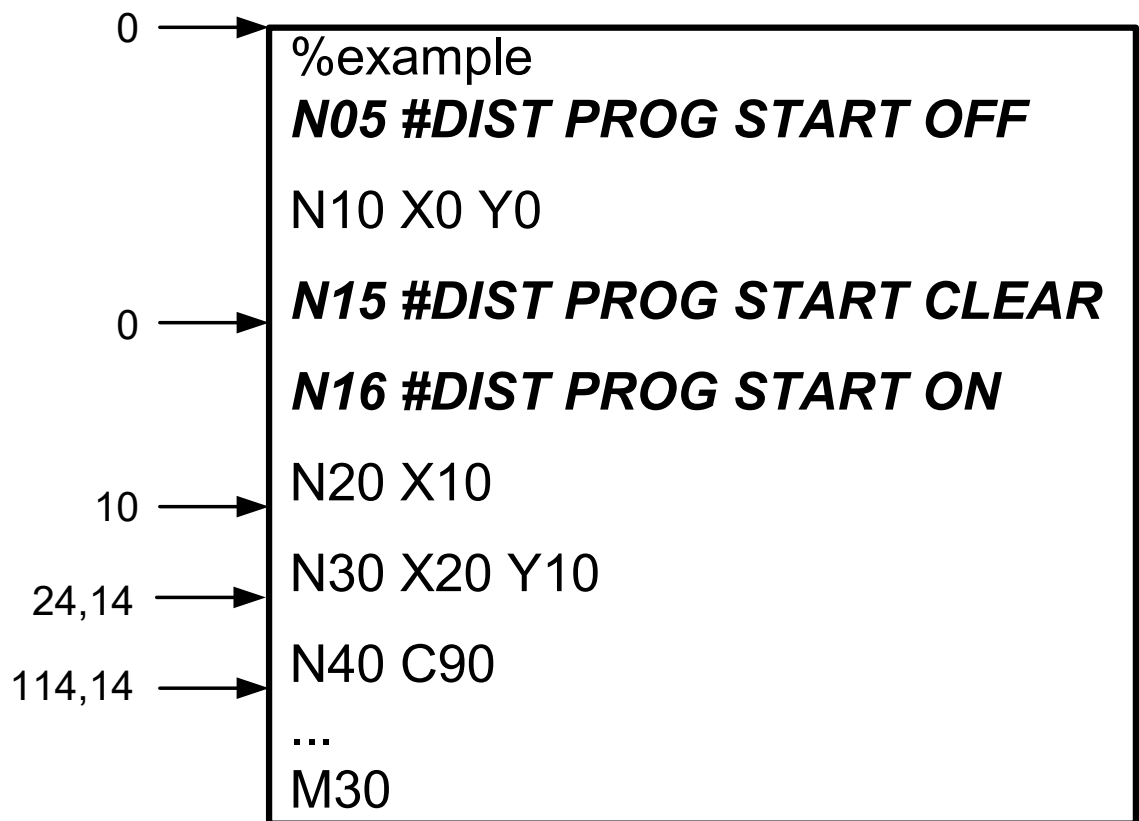 0
%example
N05 #DIST PROG START OFF
N10 X0 Y0
N15 #DIST PROG START CLEAR
0
N16 #DIST PROG START ON
N20 X10
10
N30 X20 Y10
24,14
N40 C90
114,14
...
M30